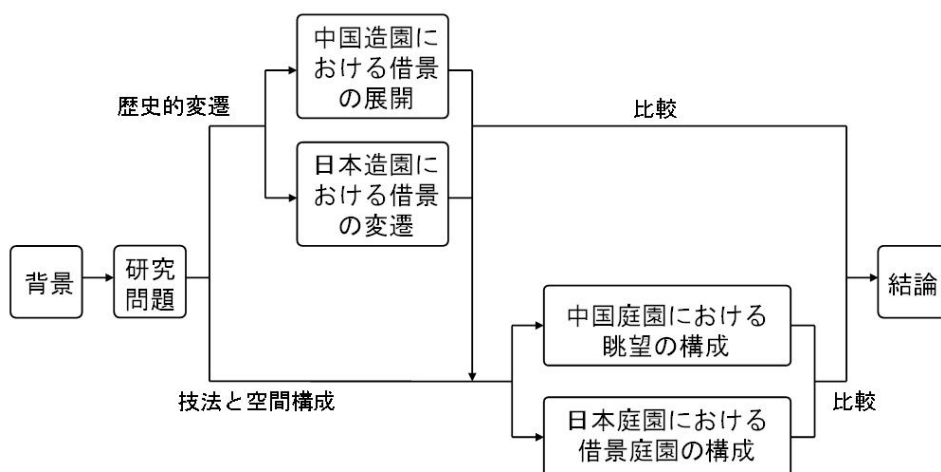 中国造園に
おける借景
の展開
歴史的変遷
比較
日本造園に
おける借景
の変遷
背景
研究
問題
結論
中国庭園における
眺望の構成
技法と空間構成
比較
日本庭園における
借景庭園の構成